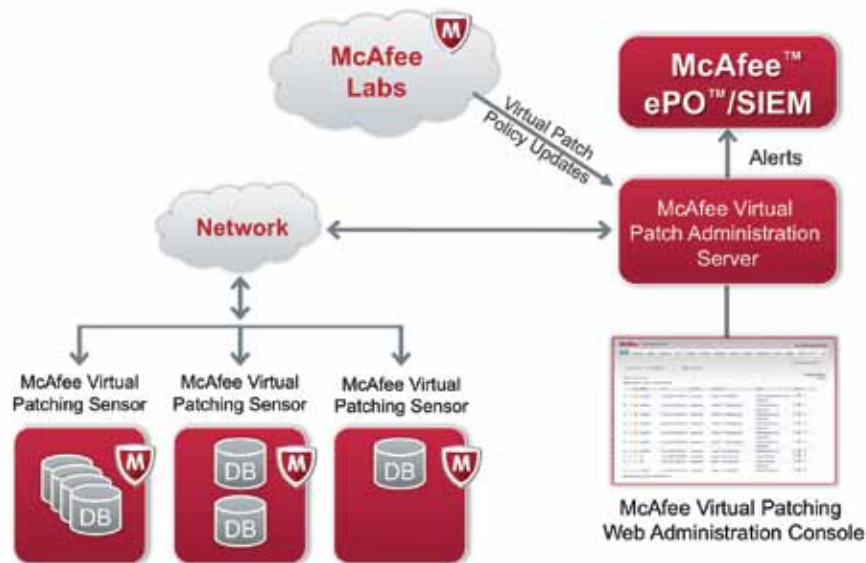 McAfee
Labs
M
McAfee™
ePO™/SIEM
Virtual Patch
Policy Updates
Alerts
Network
McAfee Virtual
Patch Administration
Server
McAfee Virtual
Patching Sensor
McAfee Virtual
Patching Sensor
McAfee Virtual
Patching Sensor
M
DB
M
DB
DB
M
DB
McAfee Virtual Patching
Web Administration Console